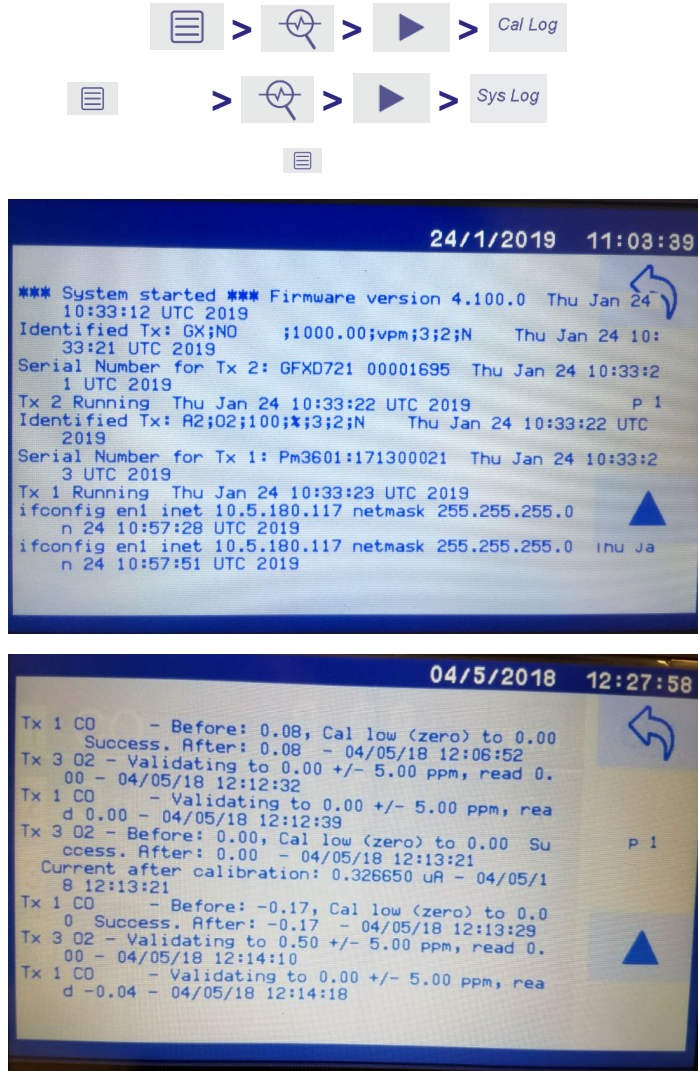 > > > Cal Log
> > > Sys Log
24/1/2019 11:03:39
*** System started *** Firmware version 4.100.0 Thu Jan 24
10:33:12 UTC 2019
Identified Tx: GX;NO ;1000.00;vpm;3;2;N Thu Jan 24 10:
33:21 UTC 2019
Serial Number for Tx 2: GFXD721 00001695 Thu Jan 24 10:33:2
1 UTC 2019
Tx 2 Running Thu Jan 24 10:33:22 UTC 2019 p 1
Identified Tx: A2;O2;100;%;3;2;N Thu Jan 24 10:33:22 UTC
2019
Serial Number for Tx 1: Pm3601:171300021 Thu Jan 24 10:33:2
3 UTC 2019
Tx 1 Running Thu Jan 24 10:33:23 UTC 2019
ifconfig en1 inet 10.5.180.117 netmask 255.255.255.0
n 24 10:57:28 UTC 2019
ifconfig en1 inet 10.5.180.117 netmask 255.255.255.0 Thu Ja
n 24 10:57:51 UTC 2019
04/5/2018 12:27:58
Tx 1 CO - Before: 0.08, Cal low (zero) to 0.00
Success. After: 0.08 - 04/05/18 12:06:52
Tx 3 O2 - Validating to 0.00 +/- 5.00 ppm, read 0.
00 - 04/05/18 12:12:32
Tx 1 CO - Validating to 0.00 +/- 5.00 ppm, rea
d 0.00 - 04/05/18 12:12:39
Tx 3 O2 - Before: 0.00, Cal low (zero) to 0.00 Su
ccess. After: 0.00 - 04/05/18 12:13:21
Current after calibration: 0.326650 uA - 04/05/1
8 12:13:21
Tx 1 CO - Before: -0.17, Cal low (zero) to 0.0
0 Success. After: -0.17 - 04/05/18 12:13:29
Tx 3 O2 - Validating to 0.50 +/- 5.00 ppm, read 0.
00 - 04/05/18 12:14:10
Tx 1 CO - Validating to 0.00 +/- 5.00 ppm, rea
d -0.04 - 04/05/18 12:14:18
p 1